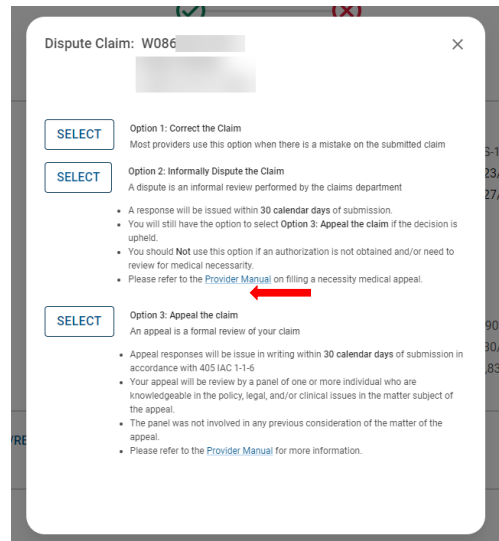 Dispute Claim: W086
SELECT
Option 1: Correct the Claim
Most providers use this option when there is a mistake on the submitted claim
SELECT
Option 2: Informally Dispute the Claim
A dispute is an informal review performed by the claims department
• A response will be issued within 30 calendar days of submission.
• You will still have the option to select Option 3: Appeal the claim if the decision is
upheld.
• You should Not use this option if an authorization is not obtained and/or need to
review for medical necessarity.
• Please refer to the Provider Manual on filling a necessity medical appeal.
SELECT
Option 3: Appeal the claim
An appeal is a formal review of your claim
• Appeal responses will be issue in writing within 30 calendar days of submission in
accordance with 405 IAC 1-1-6
• Your appeal will be review by a panel of one or more individual who are
knowledgeable in the policy, legal, and/or clinical issues in the matter subject of
the appeal.
• The panel was not involved in any previous consideration of the matter of the
appeal.
• Please refer to the Provider Manual for more information.